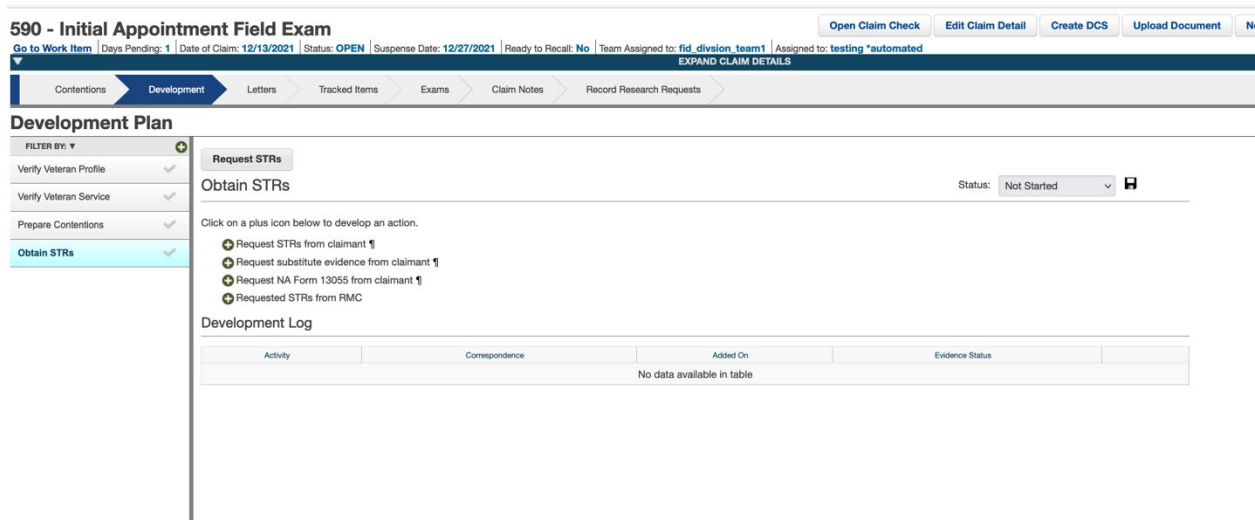 590 - Initial Appointment Field Exam
Open Claim Check Edit Claim Detail Create DCS Upload Document
Go to Work Item Days Pending: 1 Date of Claim: 12/13/2021 Status: OPEN Suspense Date: 12/27/2021 Ready to Recall: No Team Assigned to: fid_divsion_team1 Assigned to: testing *automated
▼ EXPAND CLAIM DETAILS
Contentions Development Letters Tracked Items Exams Claim Notes Record Research Requests
Development Plan
FILTER BY: ▼
Verify Veteran Profile
Verify Veteran Service
Prepare Contentions
Obtain STRs
Request STRs
Obtain STRs
Status: Not Started
Click on a plus icon below to develop an action.
Request STRs from claimant ¶
Request substitute evidence from claimant ¶
Request NA Form 13055 from claimant ¶
Requested STRs from RMC
Development Log
Activity Correspondence Added On Evidence Status
No data available in table